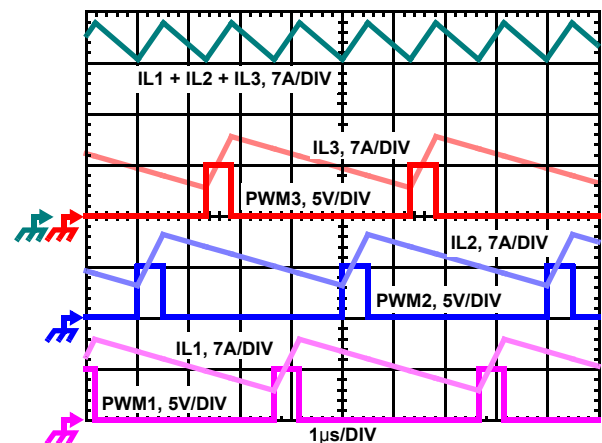 IL1 + IL2 + IL3, 7A/DIV
IL3, 7A/DIV
PWM3, 5V/DIV
IL2, 7A/DIV
PWM2, 5V/DIV
IL1, 7A/DIV
PWM1, 5V/DIV
1µs/DIV